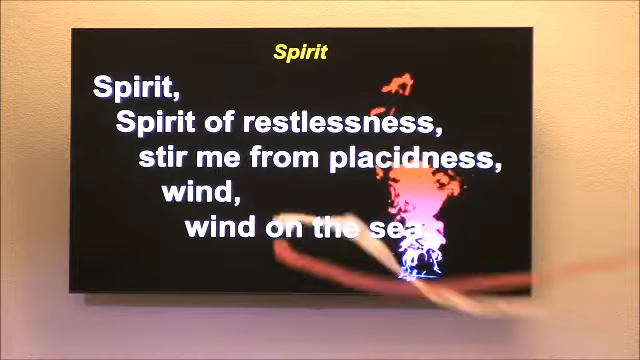 Spirit
Spirit,
Spirit of restlessness,
stir me from placidness,
wind,
wind on the sea